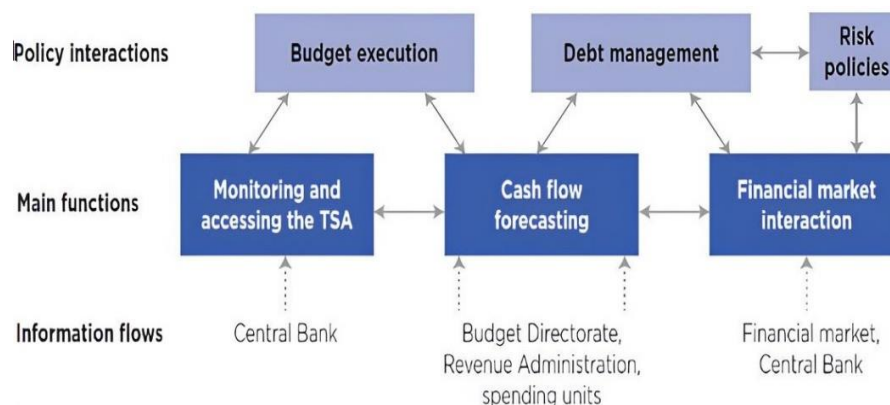 Policy interactions
Budget execution
Debt management
Risk
policies
Main functions
Monitoring and
accessing the TSA
Cash flow
forecasting
Financial market
interaction
Information flows
Central Bank
Budget Directorate,
Revenue Administration,
spending units
Financial market,
Central Bank